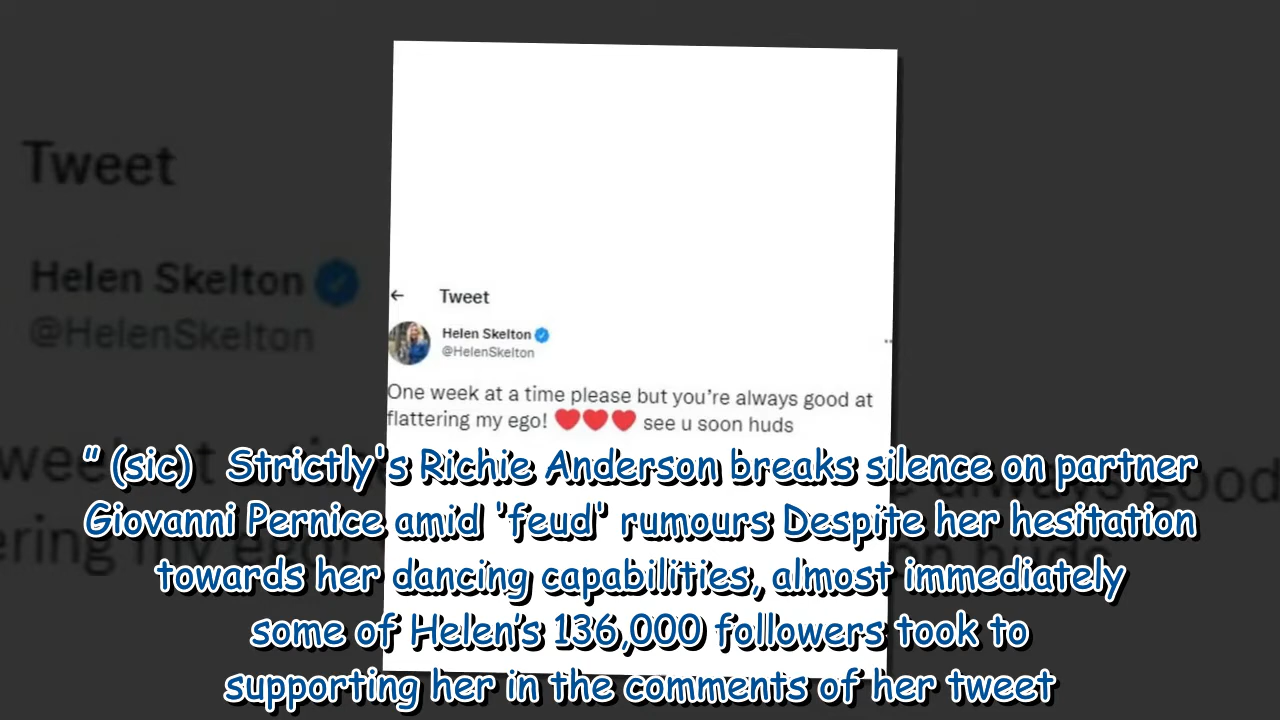 Tweet
Helen Skelton
@HelenSkelton
Tweet
Helen Skelton
@HelenSkelton
One week at a time please but you're always good at
flattering my ego! ❤️❤️❤️ see u soon huds
" (sic) Strictly's Richie Anderson breaks silence on partner
Giovanni Pernice amid 'feud' rumours Despite her hesitation
towards her dancing capabilities, almost immediately
some of Helen's 136,000 followers took to
supporting her in the comments of her tweet